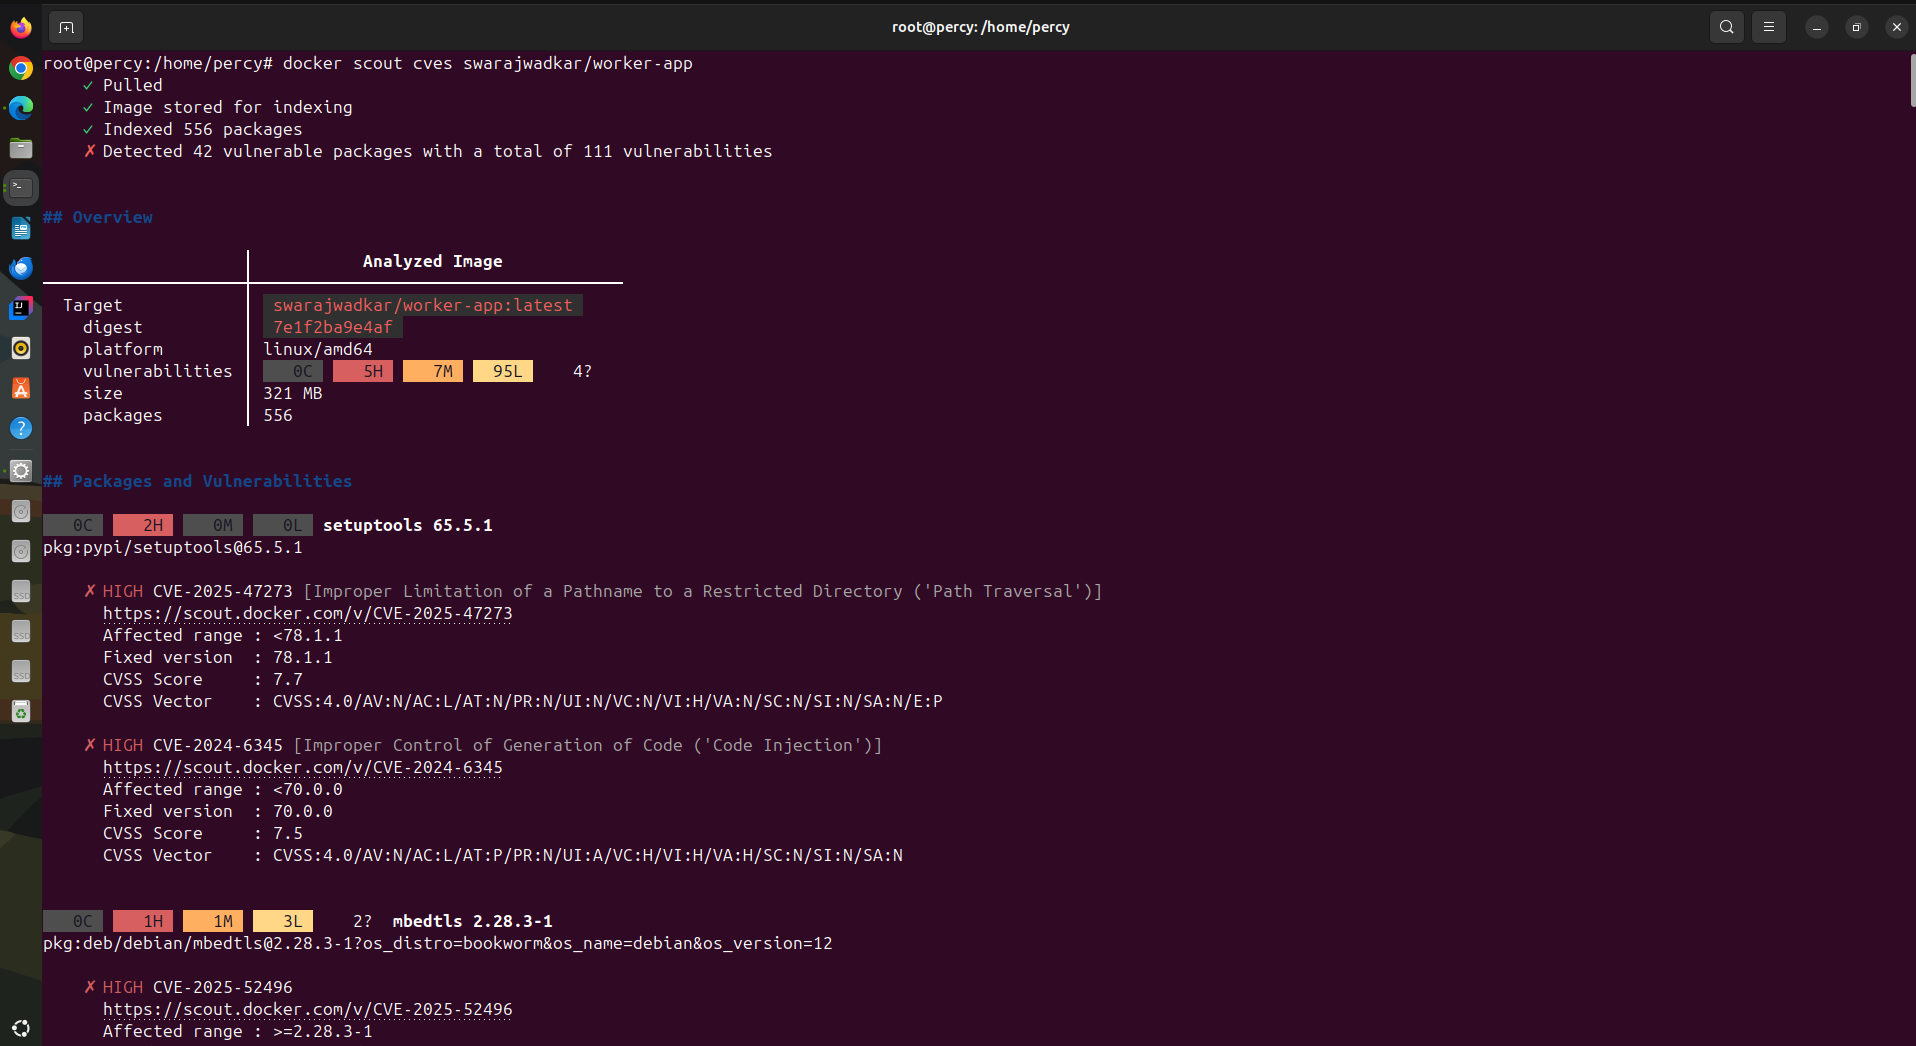 root@percy: /home/percy
root@percy:/home/percy# docker scout cves swarajwadkar/worker-app
✓ Pulled
✓ Image stored for indexing
✓ Indexed 556 packages
✗ Detected 42 vulnerable packages with a total of 111 vulnerabilities
## Overview
Analyzed Image
Target swarajwadkar/worker-app:latest
digest 7e1f2ba9e4af
platform linux/amd64
vulnerabilities 0C 5H 7M 95L 4?
size 321 MB
packages 556
## Packages and Vulnerabilities
0C 2H 0M 0L setuptools 65.5.1
pkg:pypi/setuptools@65.5.1
✗ HIGH CVE-2025-47273 [Improper Limitation of a Pathname to a Restricted Directory ('Path Traversal')]
https://scout.docker.com/v/CVE-2025-47273
Affected range : <78.1.1
Fixed version : 78.1.1
CVSS Score : 7.7
CVSS Vector : CVSS:4.0/AV:N/AC:L/AT:N/PR:N/UI:N/VC:N/VI:H/VA:N/SC:N/SI:N/SA:N/E:P
✗ HIGH CVE-2024-6345 [Improper Control of Generation of Code ('Code Injection')]
https://scout.docker.com/v/CVE-2024-6345
Affected range : <70.0.0
Fixed version : 70.0.0
CVSS Score : 7.5
CVSS Vector : CVSS:4.0/AV:N/AC:L/AT:P/PR:N/UI:A/VC:H/VI:H/VA:H/SC:N/SI:N/SA:N
0C 1H 1M 3L 2? mbedtls 2.28.3-1
pkg:deb/debian/mbedtls@2.28.3-1?os_distro=bookworm&os_name=debian&os_version=12
✗ HIGH CVE-2025-52496
https://scout.docker.com/v/CVE-2025-52496
Affected range : >=2.28.3-1